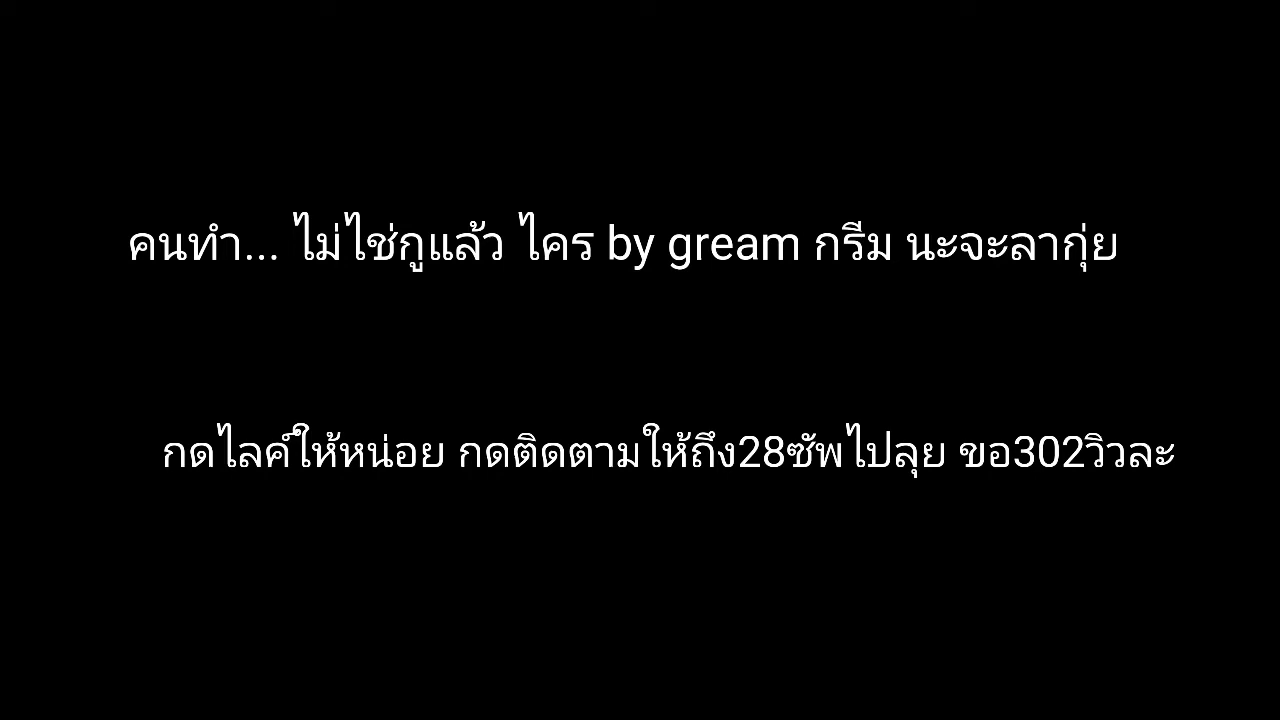 คนทำ... ไม่ไช่กูแล้ว ไคร by gream กรีม นะจะลากุ่ย
กดไลค์ให้หน่อย กดติดตามให้ถึง28ซัพไปลุย ขอ302วิวละ